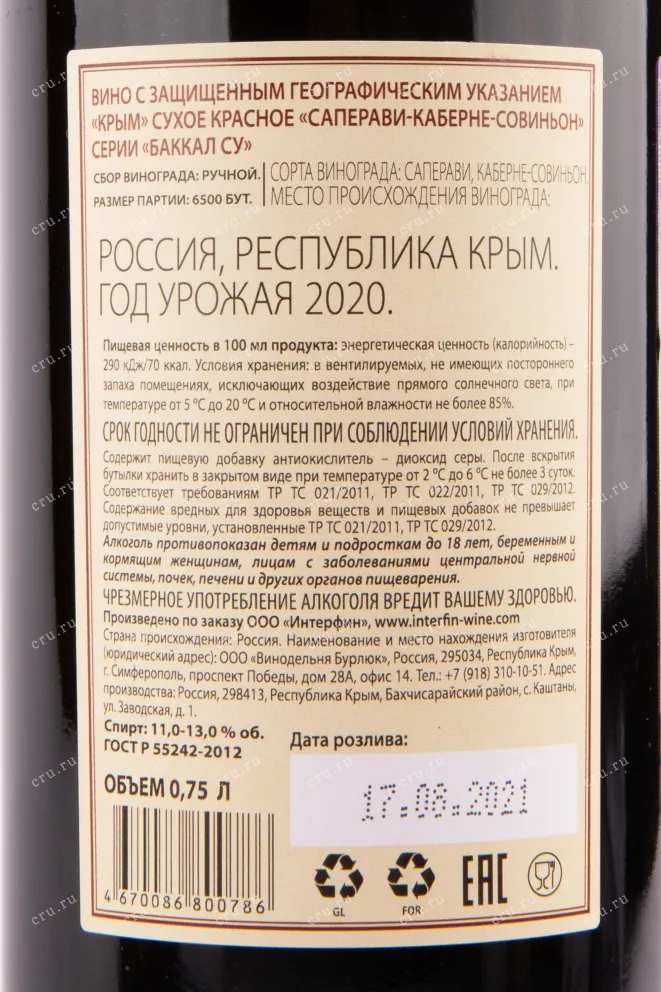 ВИНО С ЗАЩИЩЕННЫМ ГЕОГРАФИЧЕСКИМ УКАЗАНИЕМ
«КРЫМ» СУХОЕ КРАСНОЕ «САПЕРАВИ-КАБЕРНЕ-СОВИНЬОН»
СЕРИИ «БАККАЛ СУ»
СБОР ВИНОГРАДА: РУЧНОЙ.
РАЗМЕР ПАРТИИ: 6500 БУТ.
СОРТА ВИНОГРАДА: САПЕРАВИ, КАБЕРНЕ-СОВИНЬОН.
МЕСТО ПРОИСХОЖДЕНИЯ ВИНОГРАДА:
РОССИЯ, РЕСПУБЛИКА КРЫМ.
ГОД УРОЖАЯ 2020.
Пищевая ценность в 100 мл продукта: энергетическая ценность (калорийность) –
290 кДж/70 ккал. Условия хранения: в вентилируемых, не имеющих постороннего
запаха помещениях, исключающих воздействие прямого солнечного света, при
температуре от 5 °С до 20 °С и относительной влажности не более 85%.
СРОК ГОДНОСТИ НЕ ОГРАНИЧЕН ПРИ СОБЛЮДЕНИИ УСЛОВИЙ ХРАНЕНИЯ.
Содержит пищевую добавку антиокислитель – диоксид серы. После вскрытия
бутылки хранить в закрытом виде при температуре от 2 °С до 6 °С не более 3 суток.
Соответствует требованиям ТР ТС 021/2011, ТР ТС 022/2011, ТР ТС 029/2012.
Содержание вредных для здоровья веществ и пищевых добавок не превышает
допустимые уровни, установленные ТР ТС 021/2011, ТР ТС 029/2012.
Алкоголь противопоказан детям и подросткам до 18 лет, беременным и
кормящим женщинам, лицам с заболеваниями центральной нервной
системы, почек, печени и других органов пищеварения.
ЧРЕЗМЕРНОЕ УПОТРЕБЛЕНИЕ АЛКОГОЛЯ ВРЕДИТ ВАШЕМУ ЗДОРОВЬЮ.
Произведено по заказу ООО «Интерфин», www.interfin-wine.com
Страна происхождения: Россия. Наименование и место нахождения изготовителя
(юридический адрес): ООО «Винодельня Бурлюк», Россия, 295034, Республика Крым,
г. Симферополь, проспект Победы, дом 28А, офис 14. Тел.: +7 (918) 310-10-51. Адрес
производства: Россия, 298413, Республика Крым, Бахчисарайский район, с. Каштаны,
ул. Заводская, д. 1.
Спирт: 11,0-13,0 % об.
ГОСТ Р 55242-2012
Дата розлива:
ОБЪЕМ 0,75 Л
17.08.2021
4 670086 800786
GL
FOR
EAC
cru.ru